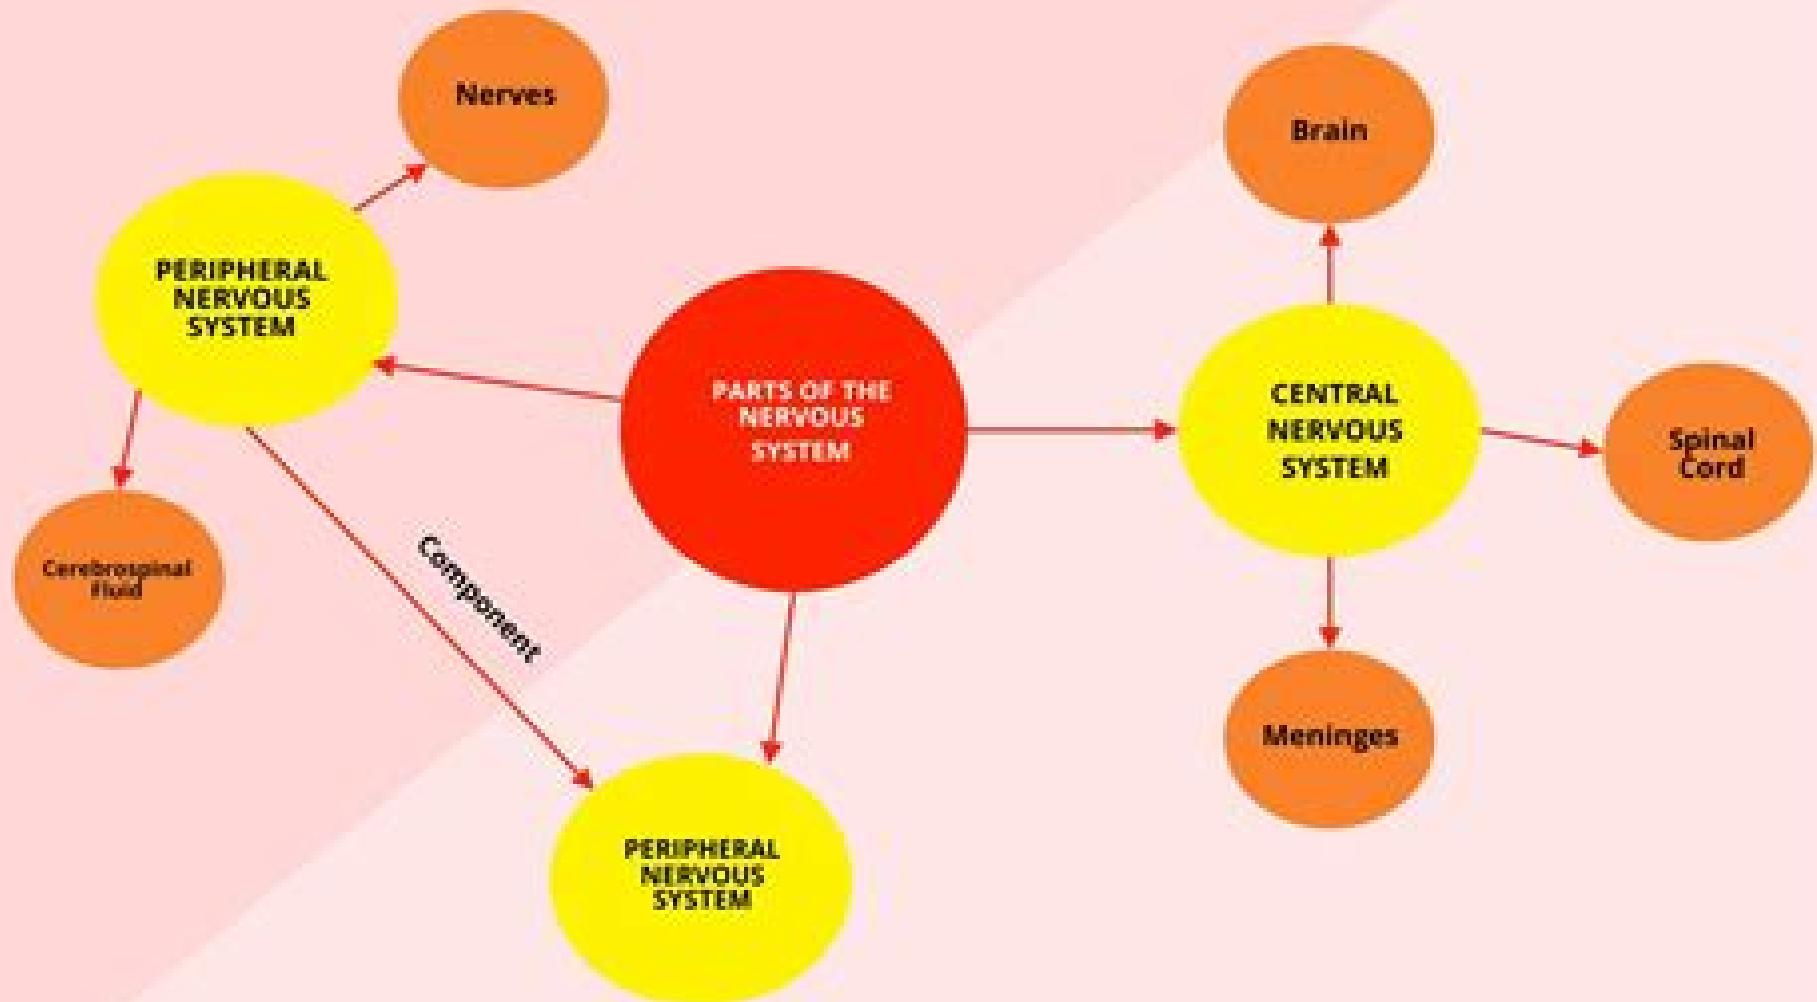 Nerves
Brain
PERIPHERAL
NERVOUS
SYSTEM
PARTS OF THE
NERVOUS
SYSTEM
CENTRAL
NERVOUS
SYSTEM
Spinal
Cord
Cerebrospinal
fluid
Component
Meninges
PERIPHERAL
NERVOUS
SYSTEM